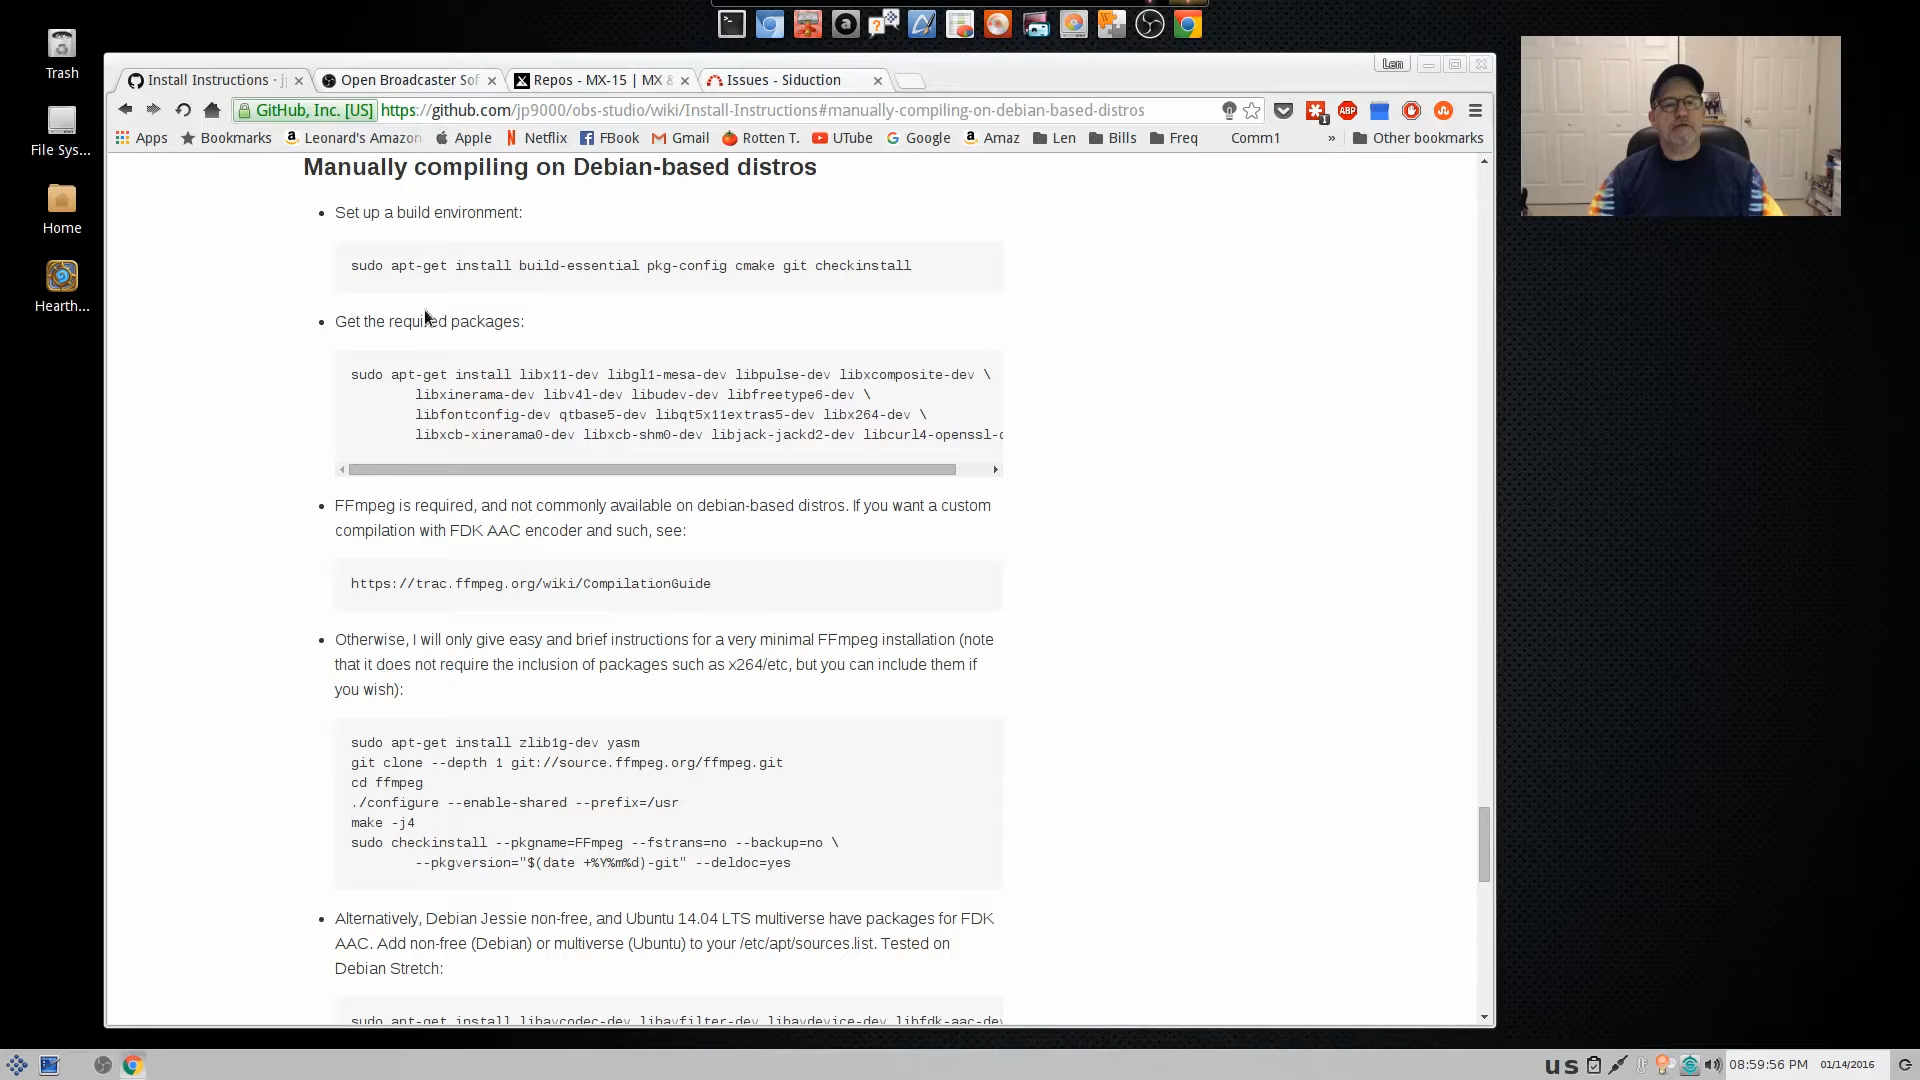 Trash
File Sys...
Home
Hearth...
Len
Install Instructions · j
Open Broadcaster Sof
Repos - MX-15 | MX &
Issues - Siduction
GitHub, Inc. [US]
https://github.com/jp9000/obs-studio/wiki/Install-Instructions#manually-compiling-on-debian-based-distros
Apps
Bookmarks
Leonard's Amazon
Apple
Netflix
FBook
Gmail
Rotten T.
UTube
Google
Amaz
Len
Bills
Freq
Comm1
»
Other bookmarks
Manually compiling on Debian-based distros
• Set up a build environment:
sudo apt-get install build-essential pkg-config cmake git checkinstall
• Get the required packages:
sudo apt-get install libx11-dev libgl1-mesa-dev libpulse-dev libxcomposite-dev \
libxinerama-dev libv4l-dev libudev-dev libfreetype6-dev \
libfontconfig-dev qtbase5-dev libqt5x11extras5-dev libx264-dev \
libxcb-xinerama0-dev libxcb-shm0-dev libjack-jackd2-dev libcurl4-openssl-d
• FFmpeg is required, and not commonly available on debian-based distros. If you want a custom
compilation with FDK AAC encoder and such, see:
https://trac.ffmpeg.org/wiki/CompilationGuide
• Otherwise, I will only give easy and brief instructions for a very minimal FFmpeg installation (note
that it does not require the inclusion of packages such as x264/etc, but you can include them if
you wish):
sudo apt-get install zlib1g-dev yasm
git clone --depth 1 git://source.ffmpeg.org/ffmpeg.git
cd ffmpeg
./configure --enable-shared --prefix=/usr
make -j4
sudo checkinstall --pkgname=FFmpeg --fstrans=no --backup=no \
--pkgversion="$(date +%Y%m%d)-git" --deldoc=yes
• Alternatively, Debian Jessie non-free, and Ubuntu 14.04 LTS multiverse have packages for FDK
AAC. Add non-free (Debian) or multiverse (Ubuntu) to your /etc/apt/sources.list. Tested on
Debian Stretch:
sudo apt-get install libavcodec-dev libavfilter-dev libavdevice-dev libfdk-aac-dev
us
08:59:56 PM
01/14/2016